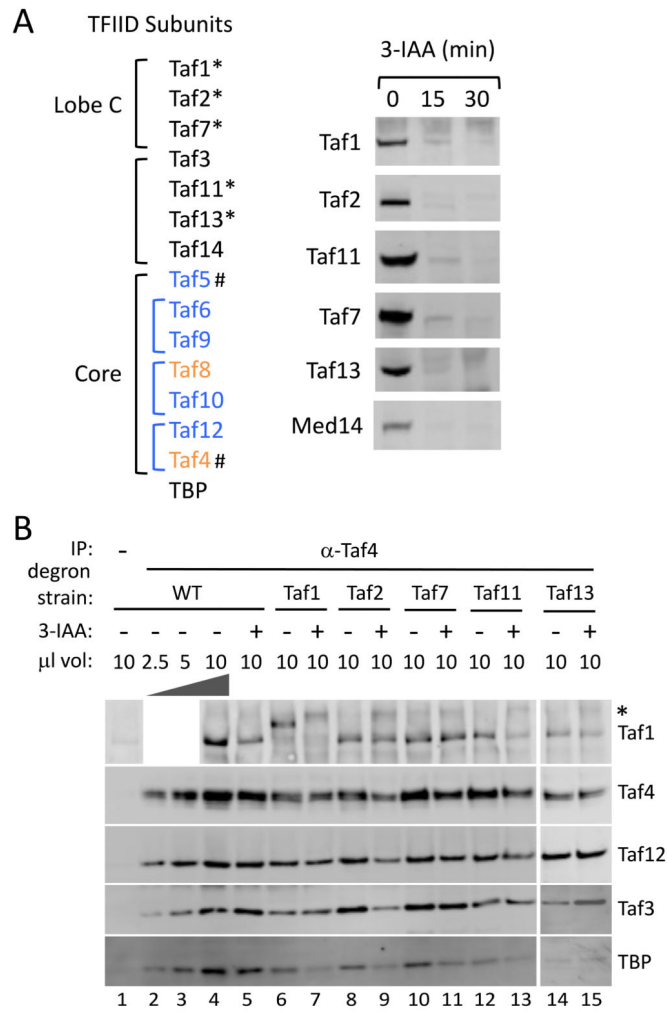 A
TFIID Subunits
Lobe C
Taf1*
Taf2*
Taf7*
Taf3
Taf11*
Taf13*
Taf14
Core
Taf5#
Taf6
Taf9
Taf8
Taf10
Taf12
Taf4#
TBP
3-IAA (min)
0 15 30
Taf1
Taf2
Taf11
Taf7
Taf13
Med14
B
IP: - α-Taf4
degron
strain: WT Taf1 Taf2 Taf7 Taf11 Taf13
3-IAA: - - - - + - + - + - + - + - +
μl vol: 10 2.5 5 10 10 10 10 10 10 10 10 10 10 10 10
*
Taf1
Taf4
Taf12
Taf3
TBP
1 2 3 4 5 6 7 8 9 10 11 12 13 14 15